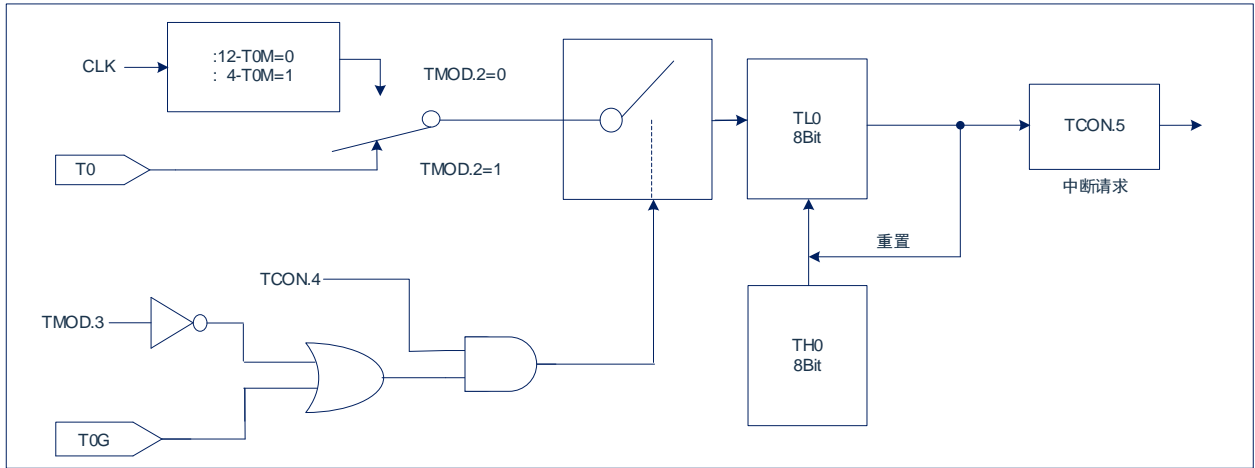 :12-T0M=0
: 4-T0M=1
CLK
TMOD.2=0
TL0
8Bit
TCON.5
T0
TMOD.2=1
中断请求
重置
TCON.4
TMOD.3
TH0
8Bit
T0G